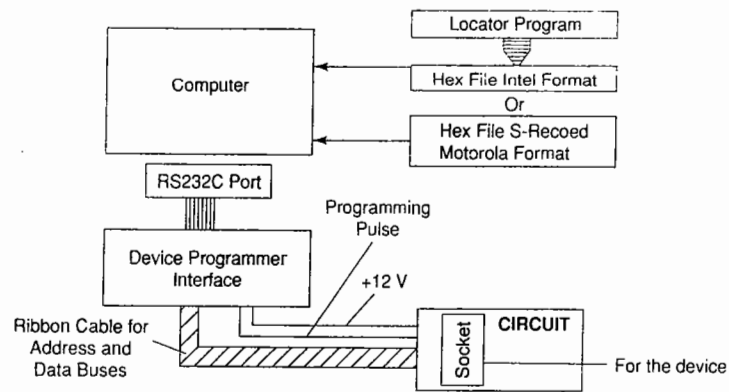 Locator Program
Computer
Hex File Intel Format
Or
Hex File S-Recoed
Motorola Format
RS232C Port
Programming
Pulse
Device Programmer
Interface
+12 V
Ribbon Cable for
Address and
Data Buses
CIRCUIT
Socket
For the device